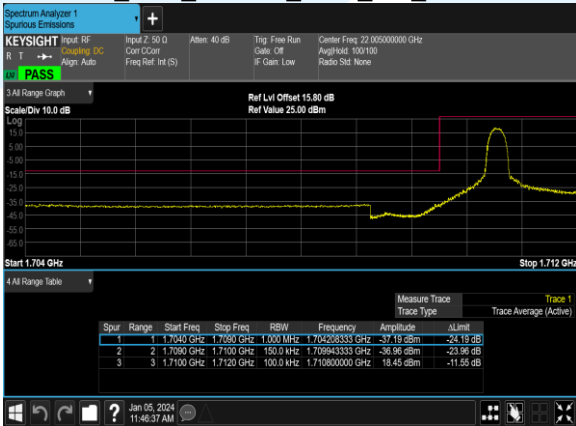 Spectrum Analyzer 1
Spurious Emissions
KEYSIGHT Input: RF Input Z: 50 Ω Atten: 40 dB Trig: Free Run Center Freq: 22.005000000 GHz
R T Coupling: DC Corr CCorr Gate: Off Avg|Hold: 100/100
Align: Auto Freq Ref: Int (S) IF Gain: Low Radio Std: None
PASS
3 All Range Graph
Ref Lvl Offset 15.80 dB
Scale/Div 10.0 dB Ref Value 25.00 dBm
Log
15.0
5.00
-5.00
-15.0
-25.0
-35.0
-45.0
-55.0
-65.0
Start 1.704 GHz Stop 1.712 GHz
4 All Range Table
Measure Trace Trace 1
Trace Type Trace Average (Active)
Spur Range Start Freq Stop Freq RBW Frequency Amplitude ΔLimit
1 1 1.7040 GHz 1.7090 GHz 1.000 MHz 1.704208333 GHz -37.19 dBm -24.19 dB
2 2 1.7090 GHz 1.7100 GHz 150.0 kHz 1.709943333 GHz -36.96 dBm -23.96 dB
3 3 1.7100 GHz 1.7120 GHz 100.0 kHz 1.710800000 GHz 18.45 dBm -11.55 dB
? Jan 05, 2024
11:46:37 AM